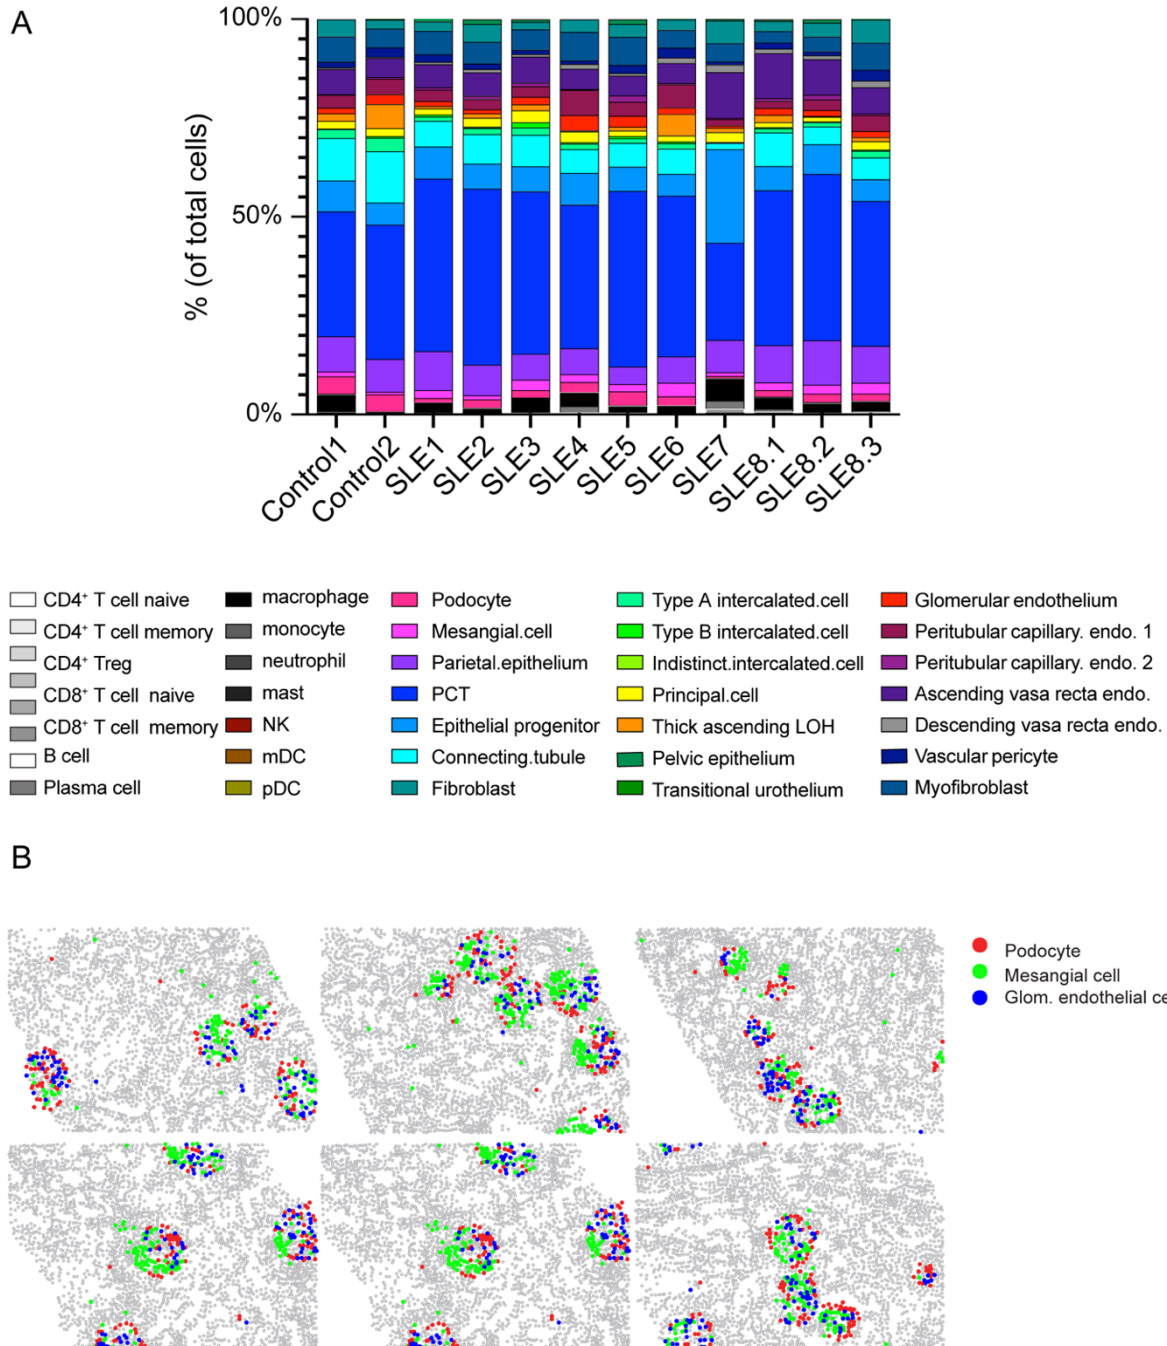 A
100%
50%
0%
% (of total cells)
Control1
Control2
SLE1
SLE2
SLE3
SLE4
SLE5
SLE6
SLE7
SLE8.1
SLE8.2
SLE8.3
CD4⁺ T cell naive
CD4⁺ T cell memory
CD4⁺ Treg
CD8⁺ T cell naive
CD8⁺ T cell memory
B cell
Plasma cell
macrophage
monocyte
neutrophil
mast
NK
mDC
pDC
Podocyte
Mesangial.cell
Parietal.epithelium
PCT
Epithelial progenitor
Connecting.tubule
Fibroblast
Type A intercalated.cell
Type B intercalated.cell
Indistinct.intercalated.cell
Principal.cell
Thick ascending LOH
Pelvic epithelium
Transitional urothelium
Glomerular endothelium
Peritubular capillary. endo. 1
Peritubular capillary. endo. 2
Ascending vasa recta endo.
Descending vasa recta endo.
Vascular pericyte
Myofibroblast
B
Podocyte
Mesangial cell
Glom. endothelial ce